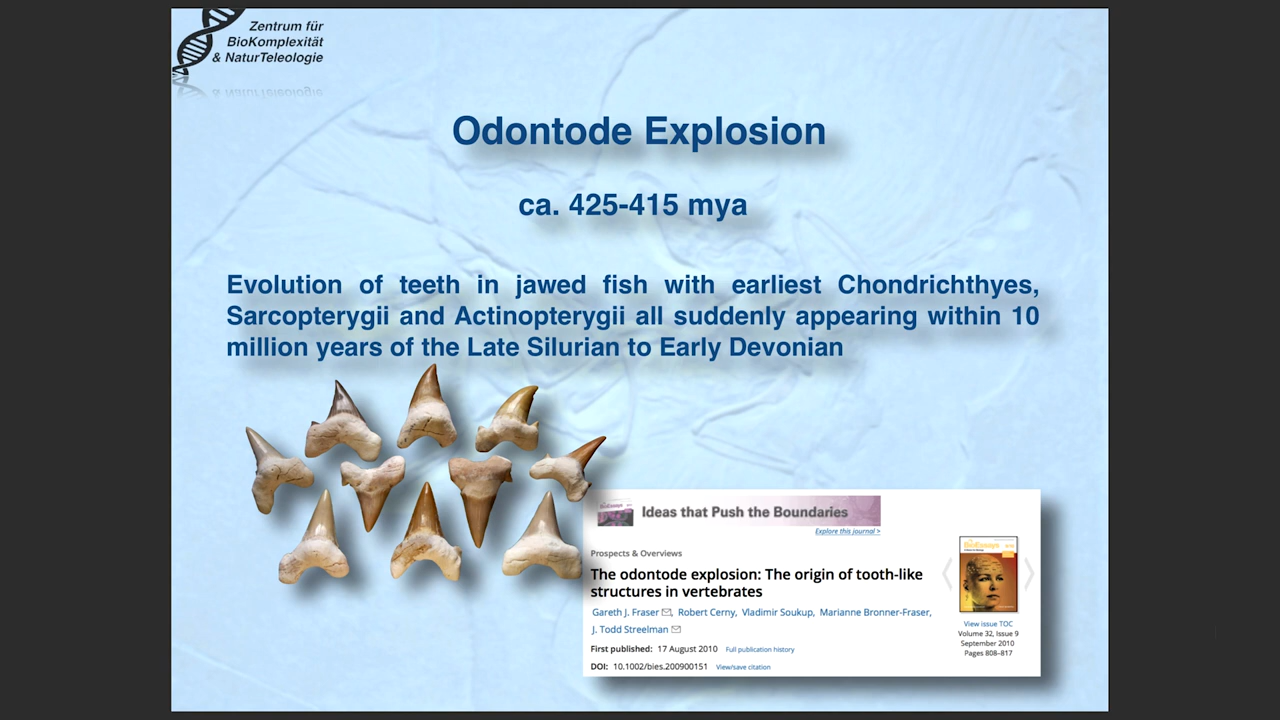 Zentrum für
BioKomplexität
& NaturTeleologie
Odontode Explosion
ca. 425-415 mya
Evolution of teeth in jawed fish with earliest Chondrichthyes,
Sarcopterygii and Actinopterygii all suddenly appearing within 10
million years of the Late Silurian to Early Devonian
Ideas that Push the Boundaries
Explore this journal >
Prospects & Overviews
The odontode explosion: The origin of tooth-like
structures in vertebrates
Gareth J. Fraser, Robert Cerny, Vladimir Soukup, Marianne Bronner-Fraser,
J. Todd Streelman
First published: 17 August 2010 Full publication history
DOI: 10.1002/bies.200900151 View/save citation
BioEssays
View issue TOC
Volume 32, Issue 9
September 2010
Pages 808–817